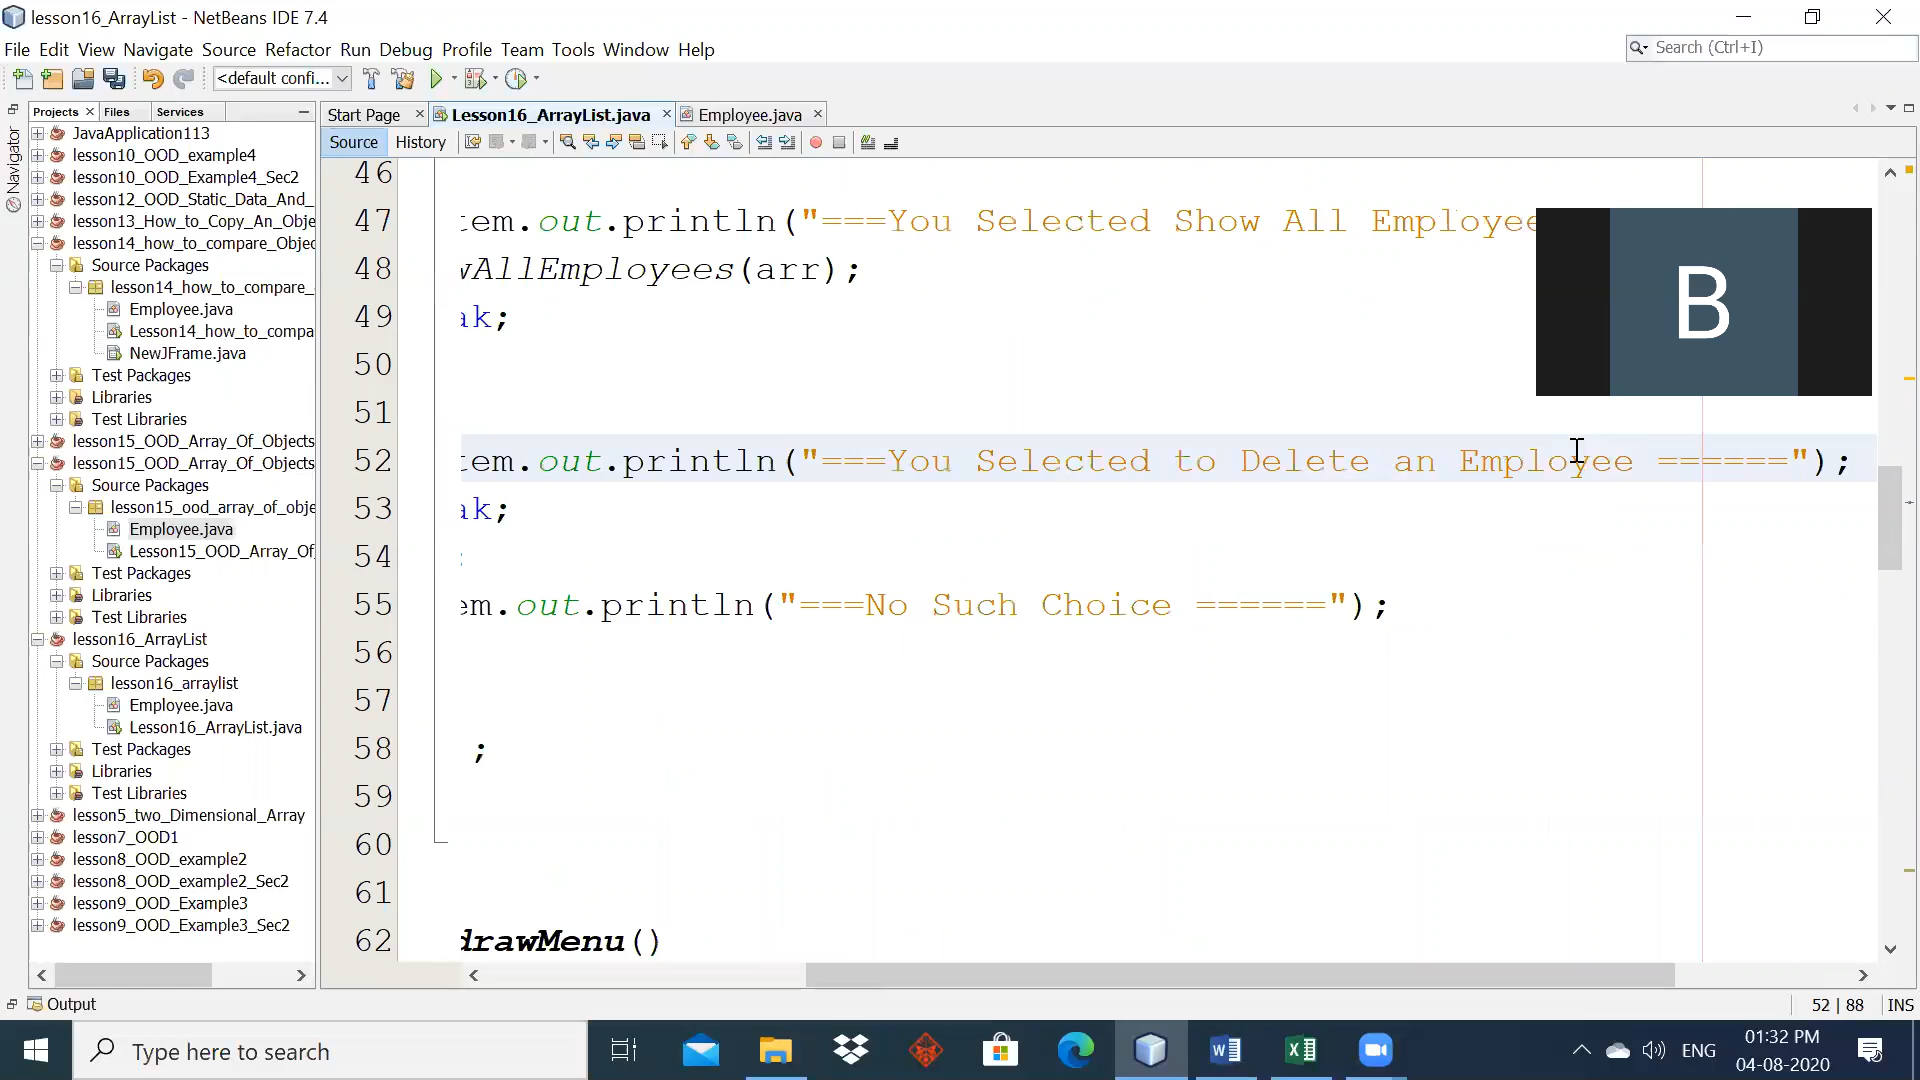 lesson16_ArrayList - NetBeans IDE 7.4
File Edit View Navigate Source Refactor Run Debug Profile Team Tools Window Help
Search (Ctrl+I)
<default confi...
Projects Files Services
Start Page Lesson16_ArrayList.java Employee.java
Source History
Navigator
JavaApplication113
lesson10_OOD_example4
lesson10_OOD_Example4_Sec2
lesson12_OOD_Static_Data_And_
lesson13_How_to_Copy_An_Obje
lesson14_how_to_compare_Objec
Source Packages
lesson14_how_to_compare_
Employee.java
Lesson14_how_to_compa
NewJFrame.java
Test Packages
Libraries
Test Libraries
lesson15_OOD_Array_Of_Objects
lesson15_OOD_Array_Of_Objects
Source Packages
lesson15_ood_array_of_obje
Employee.java
Lesson15_OOD_Array_Of
Test Packages
Libraries
Test Libraries
lesson16_ArrayList
Source Packages
lesson16_arraylist
Employee.java
Lesson16_ArrayList.java
Test Packages
Libraries
Test Libraries
lesson5_two_Dimensional_Array
lesson7_OOD1
lesson8_OOD_example2
lesson8_OOD_example2_Sec2
lesson9_OOD_Example3
lesson9_OOD_Example3_Sec2
46
47 tem.out.println("===You Selected Show All Employee
48 wAllEmployees(arr);
49 ak;
50
51
52 tem.out.println("===You Selected to Delete an Employee ======");
53 ak;
54 :
55 em.out.println("===No Such Choice ======");
56
57
58 ;
59
60
61
62 drawMenu()
B
Output
52 | 88 INS
Type here to search
ENG
01:32 PM
04-08-2020